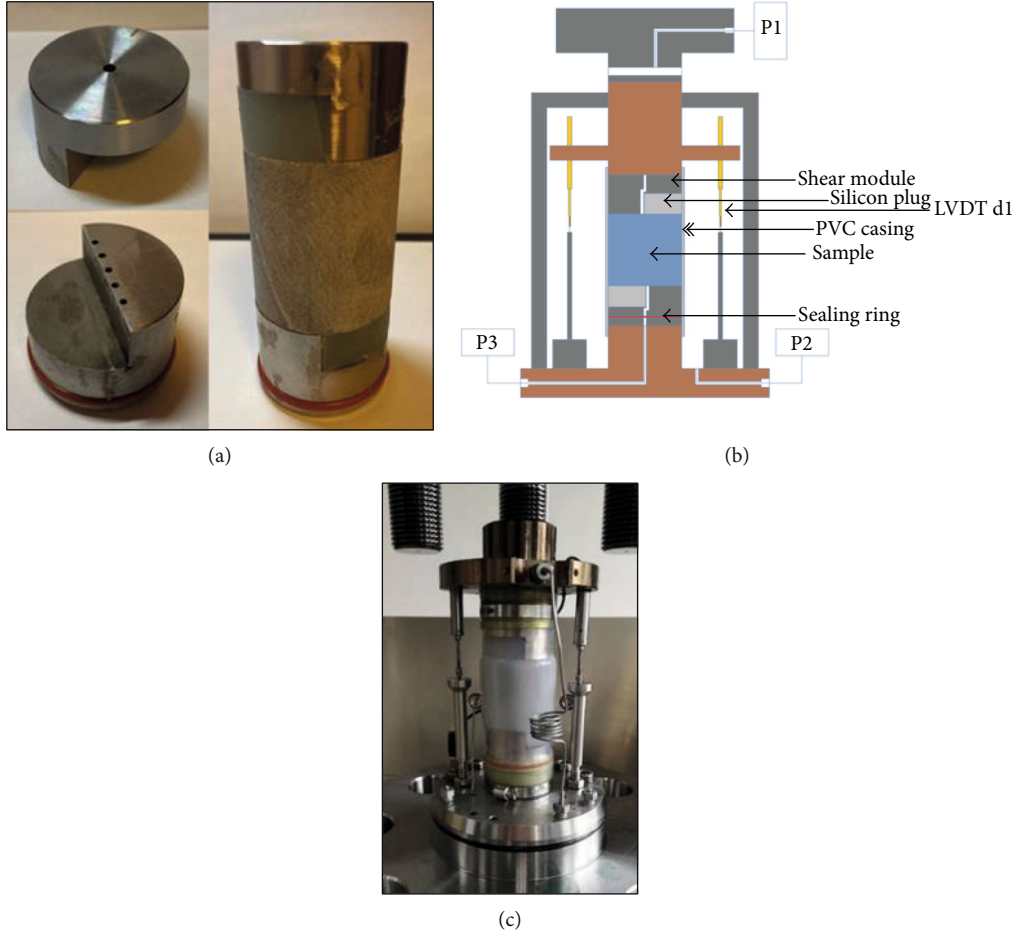 P1
Shear module
Silicon plug
LVDT d1
PVC casing
Sample
Sealing ring
P3
P2
(a)
(b)
(c)